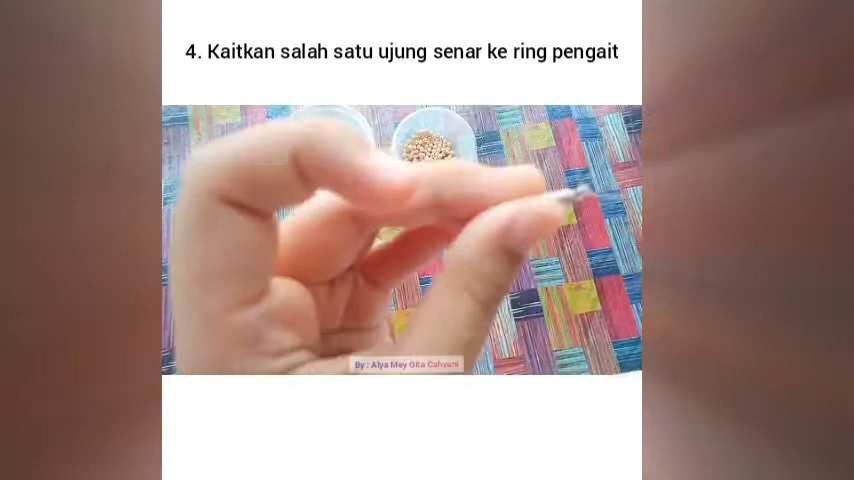 4. Kaitkan salah satu ujung senar ke ring pengait
By : Alya Mey Gita Cahyani